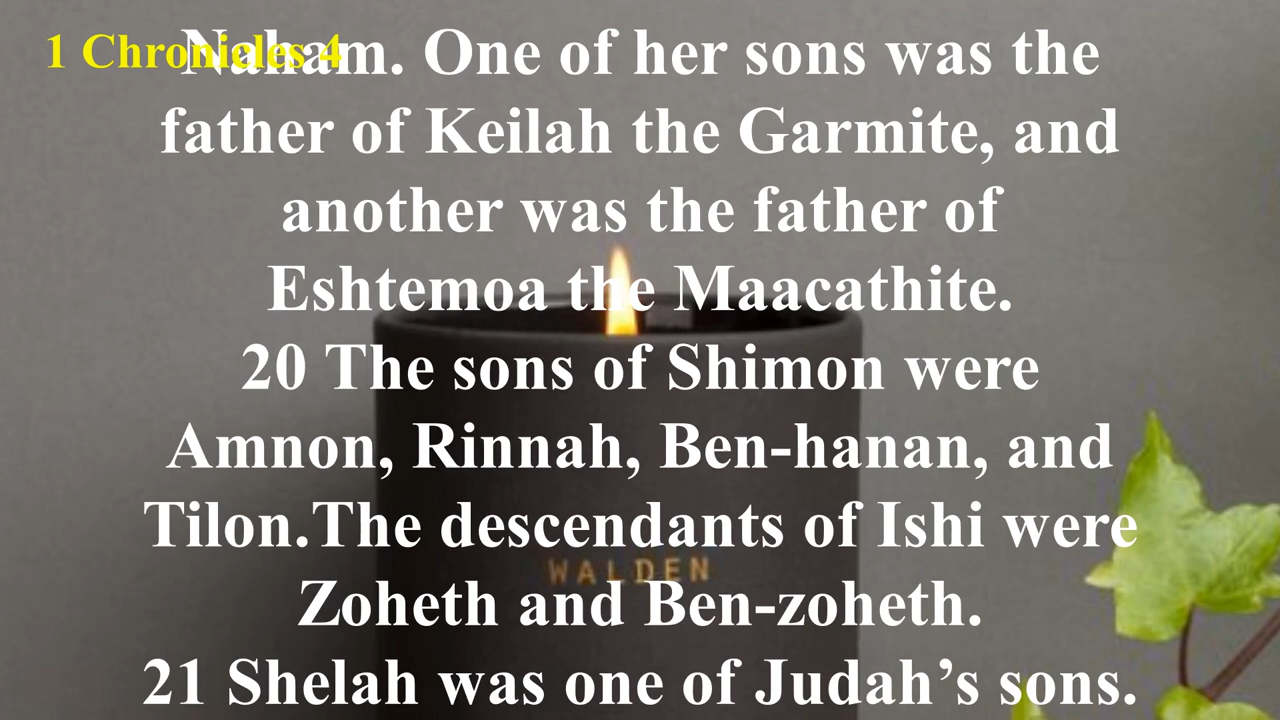 1 Chronicles 4
Naham. One of her sons was the
father of Keilah the Garmite, and
another was the father of
Eshtemoa the Maacathite.
20 The sons of Shimon were
Amnon, Rinnah, Ben-hanan, and
Tilon.The descendants of Ishi were
WALDEN
Zoheth and Ben-zoheth.
21 Shelah was one of Judah’s sons.